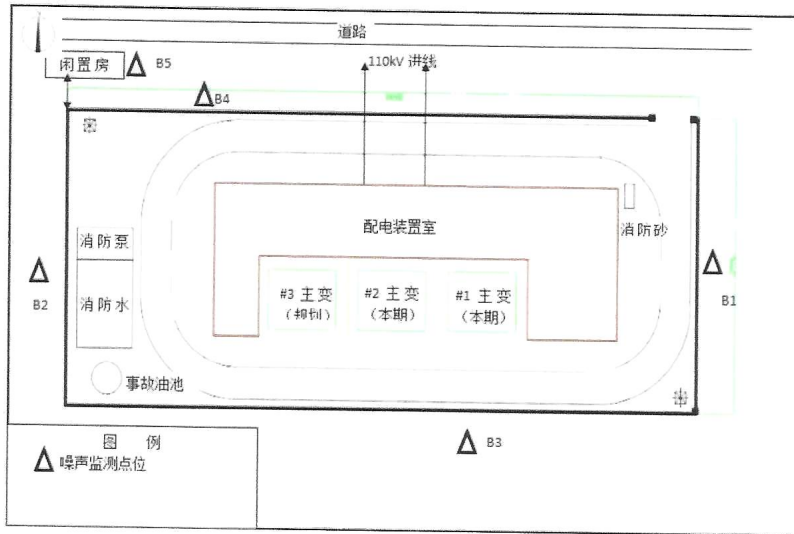 道路
闲置房
B5
110kV 进线
B4
配电装置室
消防砂
消防泵
#3 主变
(规划)
#2 主变
(本期)
#1 主变
(本期)
B1
B2
消防水
事故油池
B3
图 例
噪声监测点位